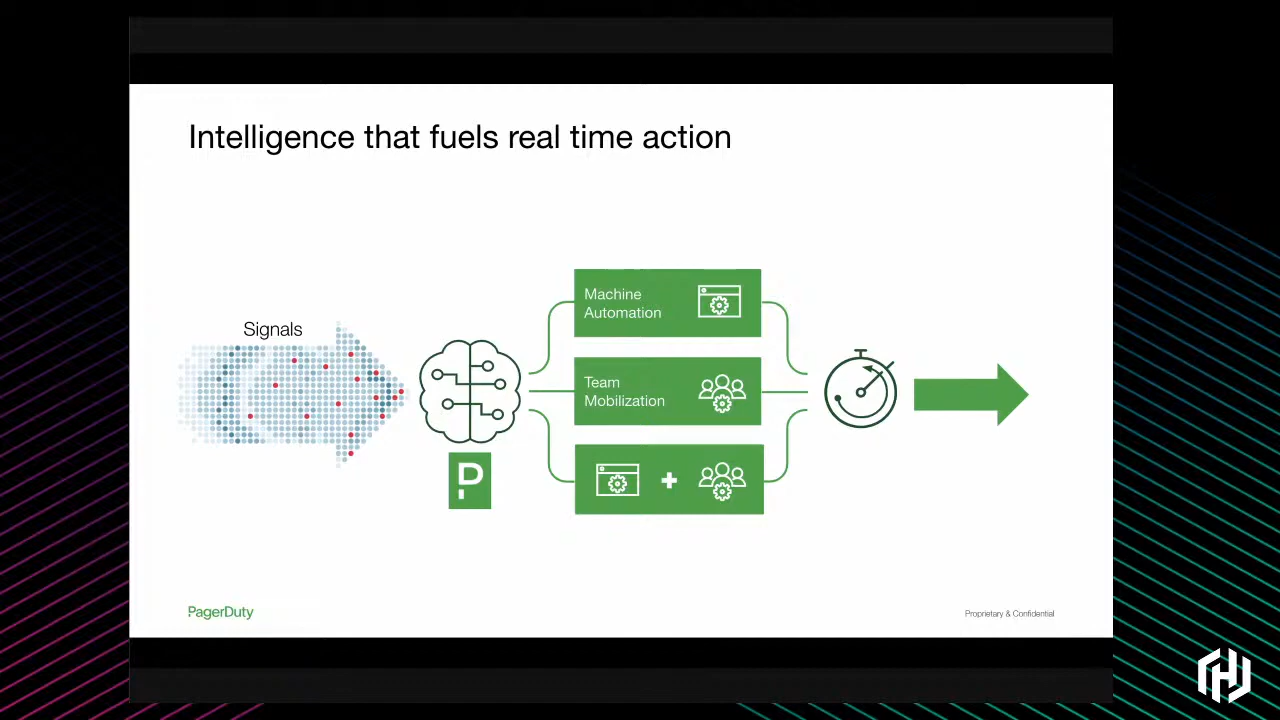 Intelligence that fuels real time action
Signals
Machine
Automation
Team
Mobilization
P
PagerDuty
Proprietary & Confidential